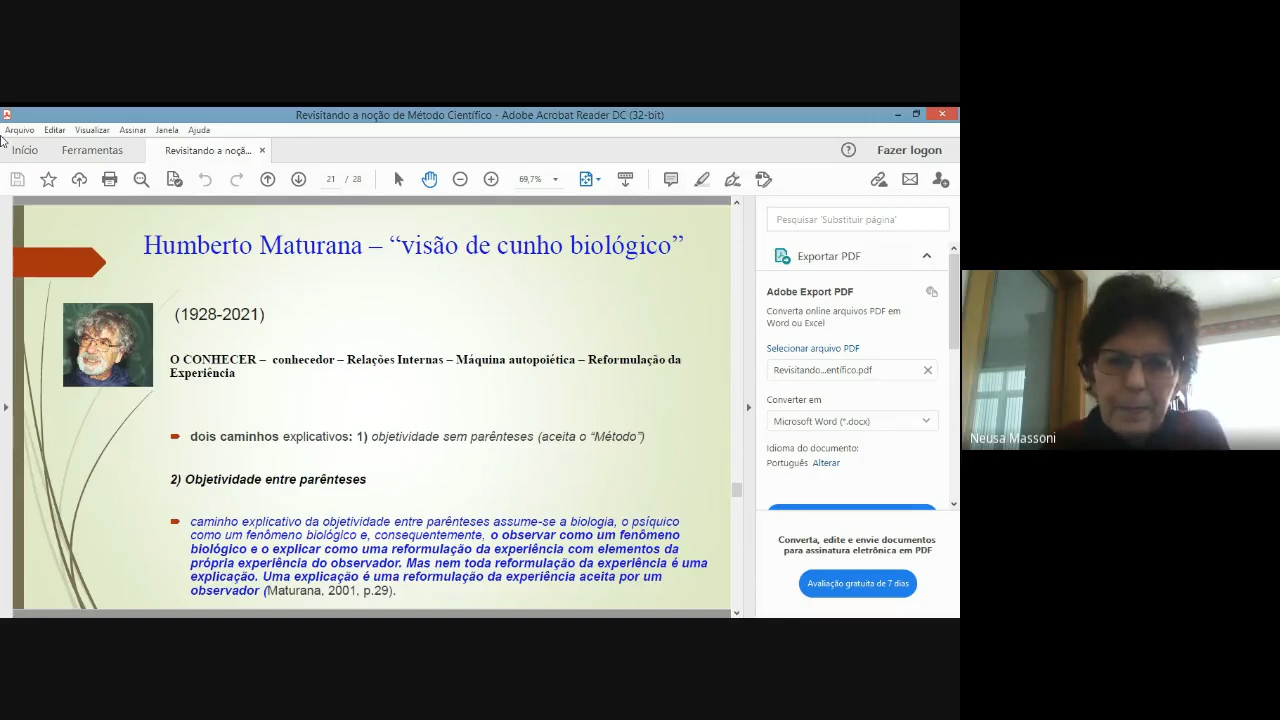 Revisitando a noção de Método Científico - Adobe Acrobat Reader DC (32-bit)
Arquivo Editar Visualizar Assinar Janela Ajuda
Início Ferramentas Revisitando a noçã... Fazer logon
21 / 28 69,7%
Humberto Maturana – “visão de cunho biológico”
(1928-2021)
O CONHECER – conhecedor – Relações Internas – Máquina autopoiética – Reformulação da
Experiência
dois caminhos explicativos: 1) objetividade sem parênteses (aceita o “Método”)
2) Objetividade entre parênteses
caminho explicativo da objetividade entre parênteses assume-se a biologia, o psíquico
como um fenômeno biológico e, consequentemente, o observar como um fenômeno
biológico e o explicar como uma reformulação da experiência com elementos da
própria experiência do observador. Mas nem toda reformulação da experiência é uma
explicação. Uma explicação é uma reformulação da experiência aceita por um
observador (Maturana, 2001, p.29).
Pesquisar 'Substituir página'
Exportar PDF
Adobe Export PDF
Converta online arquivos PDF em
Word ou Excel
Selecionar arquivo PDF
Revisitando...entífico.pdf
Converter em
Microsoft Word (*.docx)
Idioma do documento:
Português Alterar
Converta, edite e envie documentos
para assinatura eletrônica em PDF
Avaliação gratuita de 7 dias
Neusa Massoni